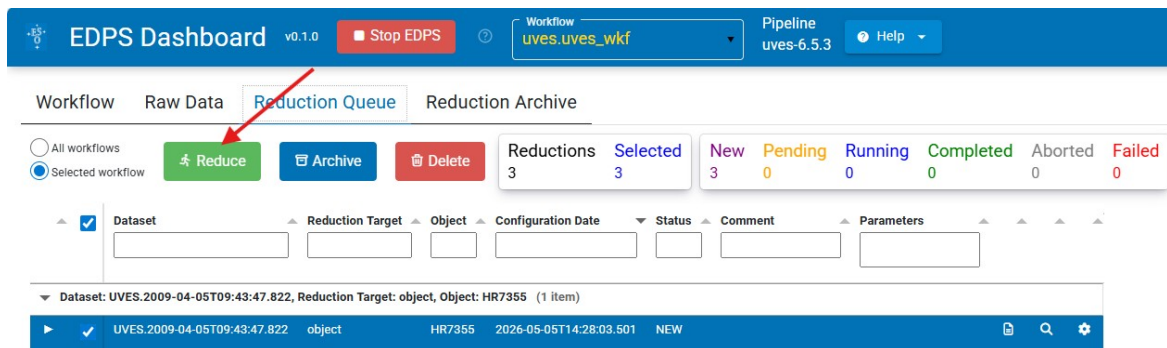 ES
O
EDPS Dashboard v0.1.0 Stop EDPS Workflow uves.uves_wkf Pipeline uves-6.5.3 Help
Workflow Raw Data Reduction Queue Reduction Archive
All workflows
Selected workflow
Reduce Archive Delete
Reductions Selected New Pending Running Completed Aborted Failed
3 3 3 0 0 0 0 0
Dataset Reduction Target Object Configuration Date Status Comment Parameters
Dataset: UVES.2009-04-05T09:43:47.822, Reduction Target: object, Object: HR7355 (1 item)
UVES.2009-04-05T09:43:47.822 object HR7355 2026-05-05T14:28:03.501 NEW